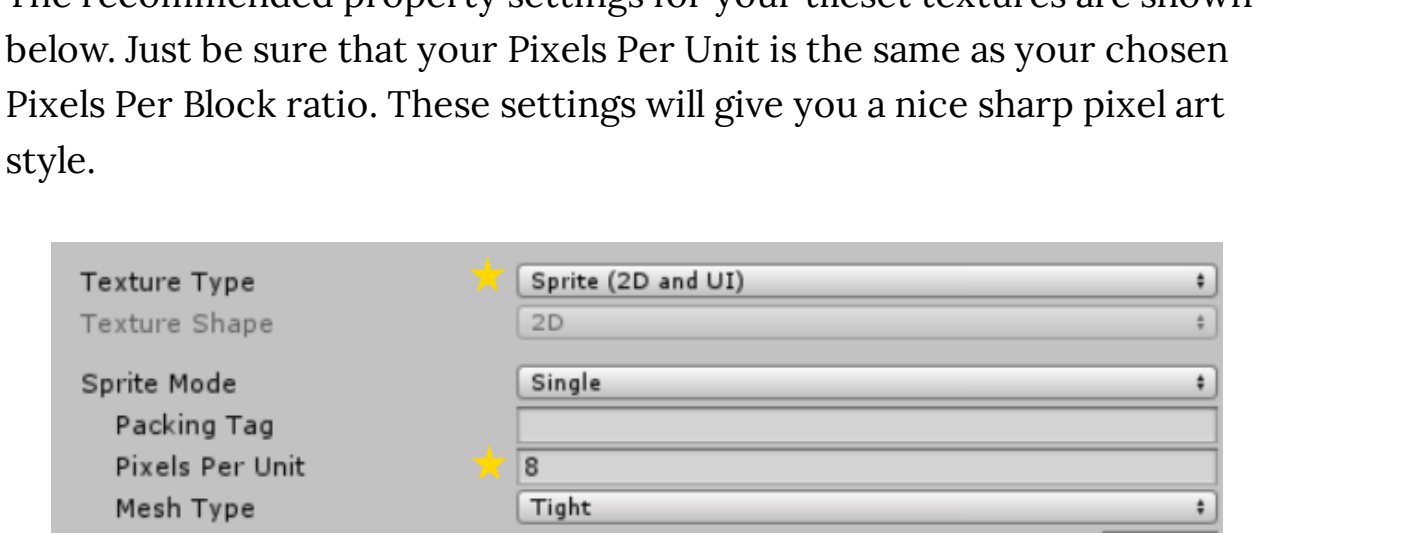 The recommended property settings for your tileset textures are shown
below. Just be sure that your Pixels Per Unit is the same as your chosen
Pixels Per Block ratio. These settings will give you a nice sharp pixel art
style.
Texture Type Sprite (2D and UI)
Texture Shape 2D
Sprite Mode Single
Packing Tag
Pixels Per Unit 8
Mesh Type Tight